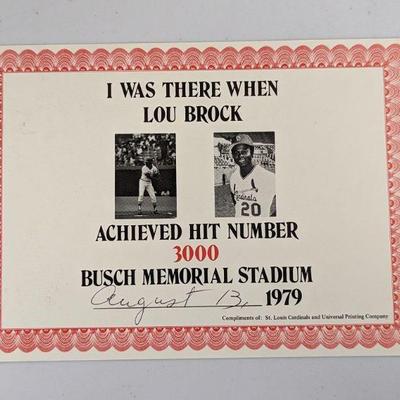 I WAS THERE WHEN
LOU BROCK
Cardinals
20
ACHIEVED HIT NUMBER
3000
BUSCH MEMORIAL STADIUM
August 13, 1979
Compliments of: St. Louis Cardinals and Universal Printing Company